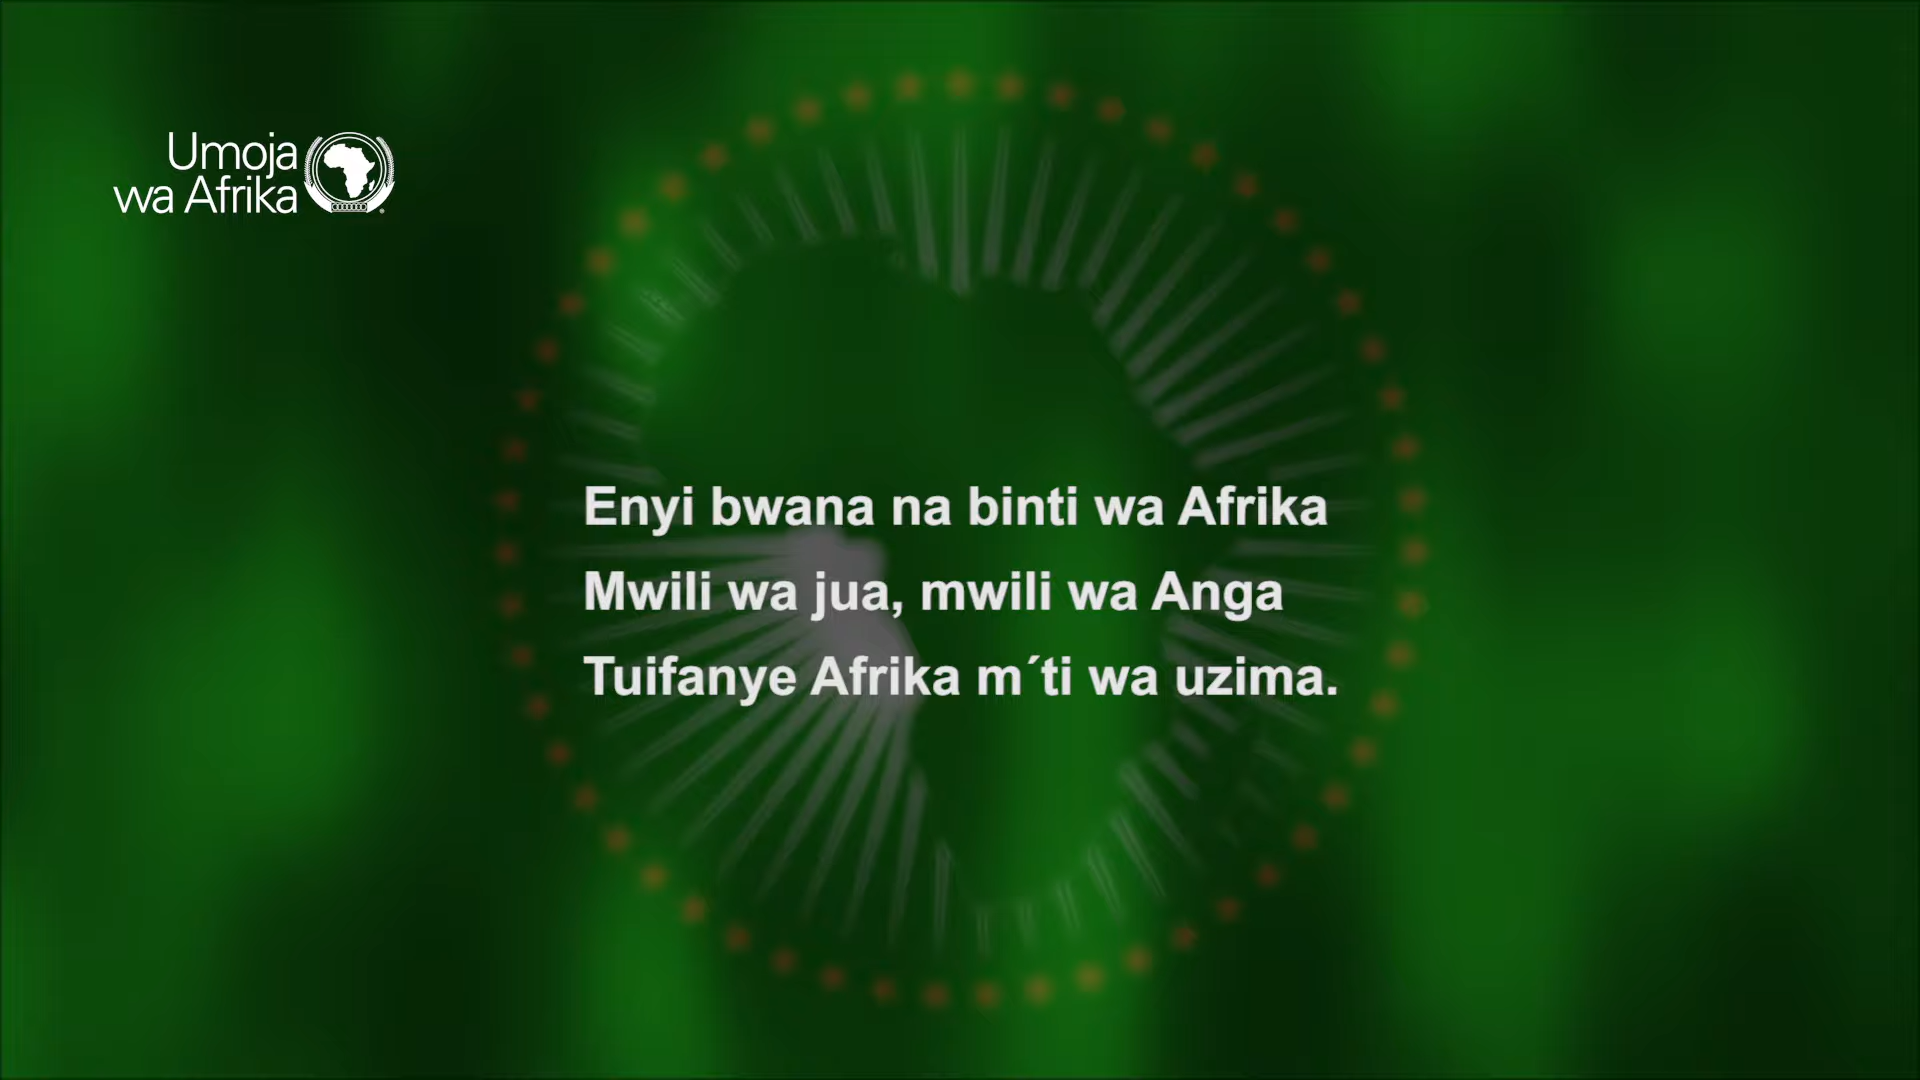 Umoja
wa Afrika
Enyi bwana na binti wa Afrika
Mwili wa jua, mwili wa Anga
Tuifanye Afrika m´ti wa uzima.